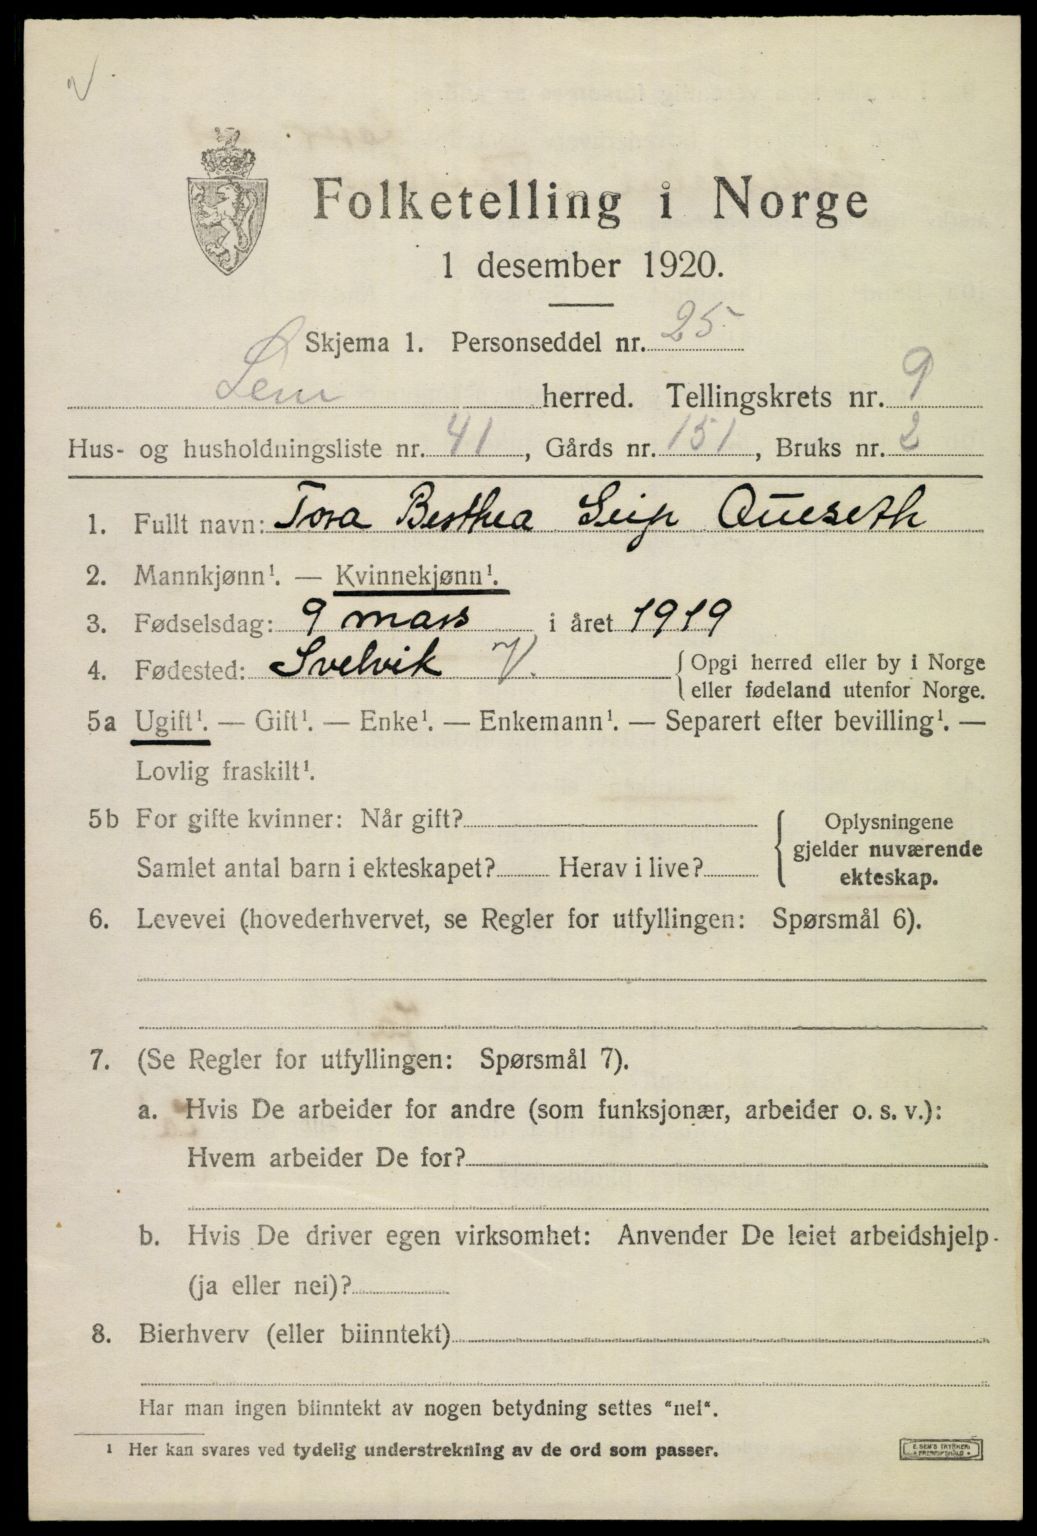 Folketelling i Norge
1 desember 1920.
Skjema 1. Personseddel nr. 25
Sem herred. Tellingskrets nr. 9
Hus- og husholdningsliste nr. 41, Gårds nr. 151, Bruks nr. 2
1. Fullt navn: Tora Berthea Seip Queseth
2. Mannkjønn¹. — Kvinnekjønn¹.
3. Fødselsdag: 9 mars i året 1919
4. Fødested: Svelvik V. { Opgi herred eller by i Norge
eller fødeland utenfor Norge.
5a Ugift¹. — Gift¹. — Enke¹. — Enkemann¹. — Separert efter bevilling¹. —
Lovlig fraskilt¹.
5b For gifte kvinner: Når gift?
Samlet antal barn i ekteskapet? Herav i live?
{ Oplysningene
gjelder nuværende
ekteskap.
6. Levevei (hovederhvervet, se Regler for utfyllingen: Spørsmål 6).
7. (Se Regler for utfyllingen: Spørsmål 7).
a. Hvis De arbeider for andre (som funksjonær, arbeider o. s. v.):
Hvem arbeider De for?
b. Hvis De driver egen virksomhet: Anvender De leiet arbeidshjelp
(ja eller nei)?
8. Bierhverv (eller biinntekt)
Har man ingen biinntekt av nogen betydning settes "nei".
¹ Her kan svares ved tydelig understrekning av de ord som passer.